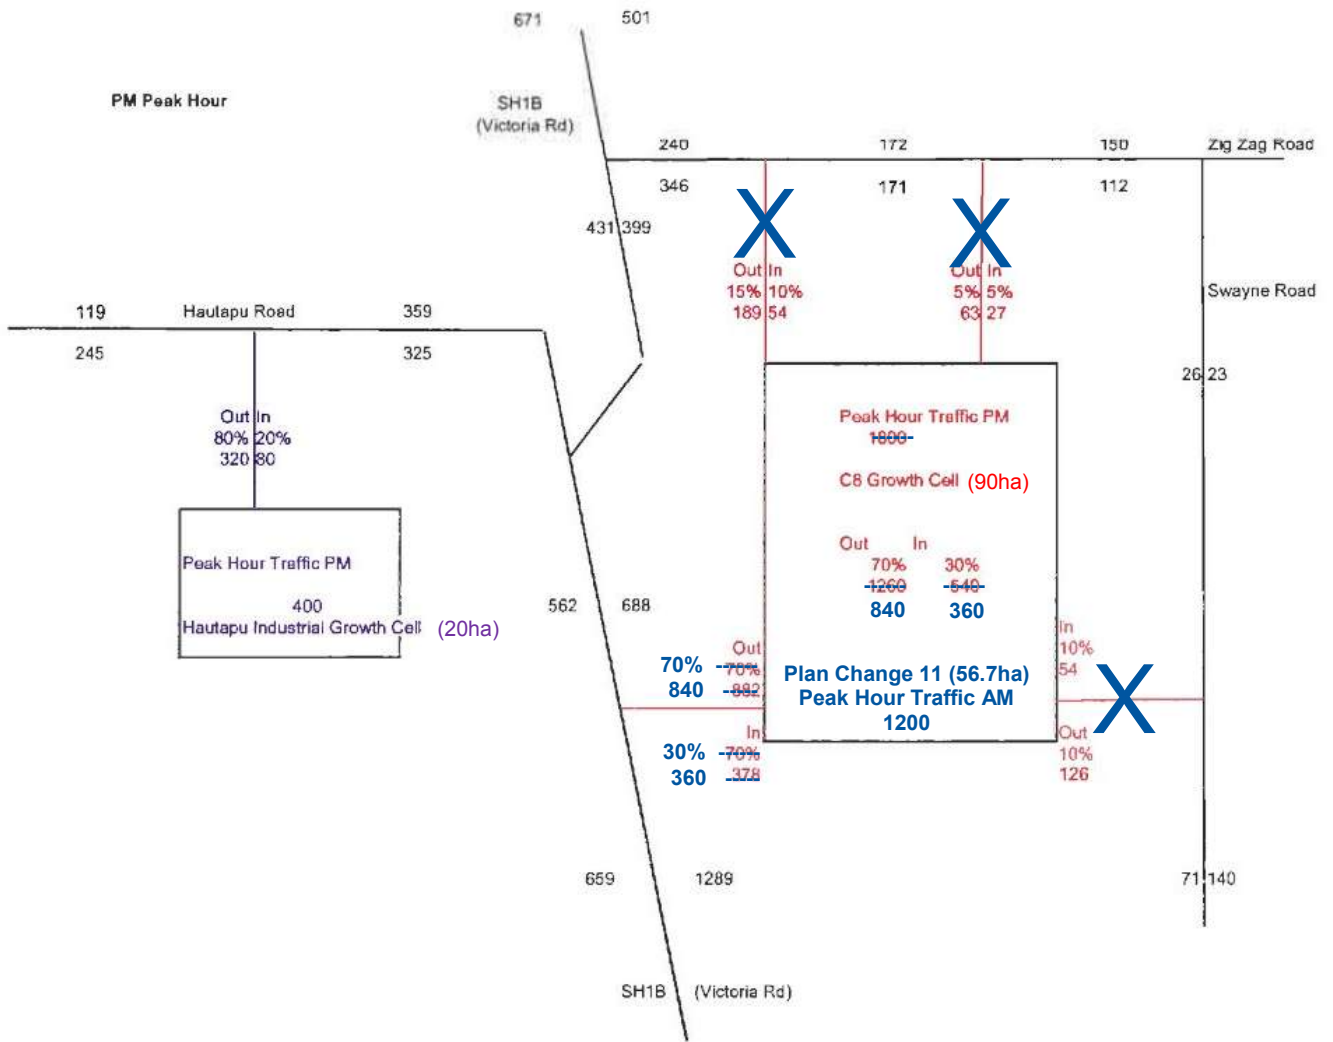 671 501
PM Peak Hour
SH1B
(Victoria Rd)
240 172 150 Zig Zag Road
346 171 112
X X
431 399
Out In
15% 10%
189 54
Out In
5% 5%
63 27
Swayne Road
119 Hautapu Road 359
245 325
26 23
Out In
80% 20%
320 80
Peak Hour Traffic PM
1800
C8 Growth Cell (90ha)
Out In
70% 30%
1260 540
840 360
Peak Hour Traffic PM
400
Hautapu Industrial Growth Cell (20ha)
562 688
Out
70% 70%
840 882
In
30% 70%
360 378
Plan Change 11 (56.7ha)
Peak Hour Traffic AM
1200
In
10%
54
X
Out
10%
126
659 1289
71 140
SH1B (Victoria Rd)